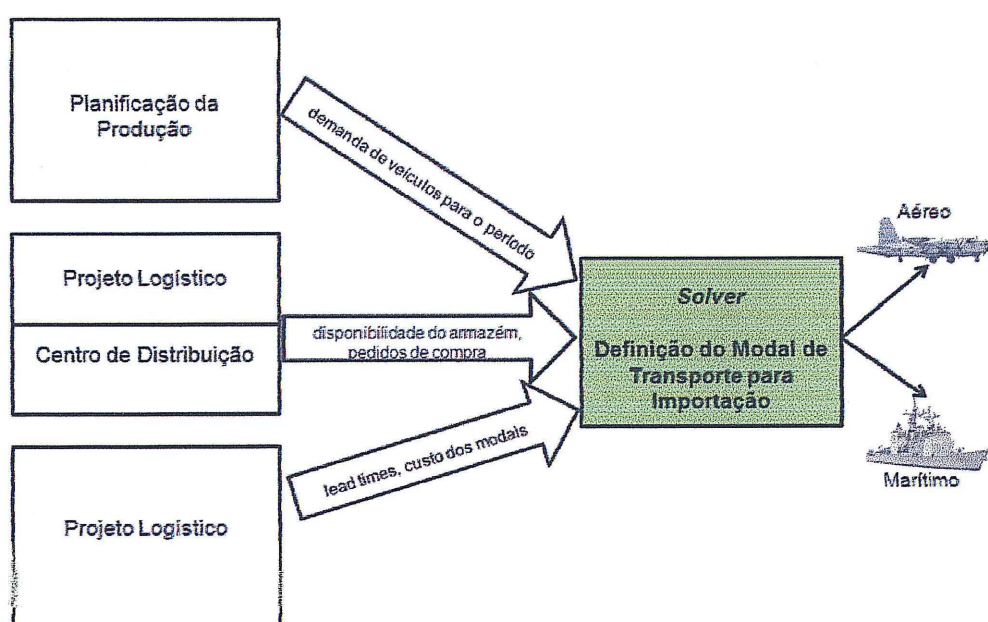 Planificação da
Produção
demanda de veículos para o período
Projeto Logístico
Centro de Distribuição
disponibilidade do armazém,
pedidos de compra
Projeto Logístico
lead times, custo dos modais
Solver
Definição do Modal de
Transporte para
Importação
Aéreo
Marítimo